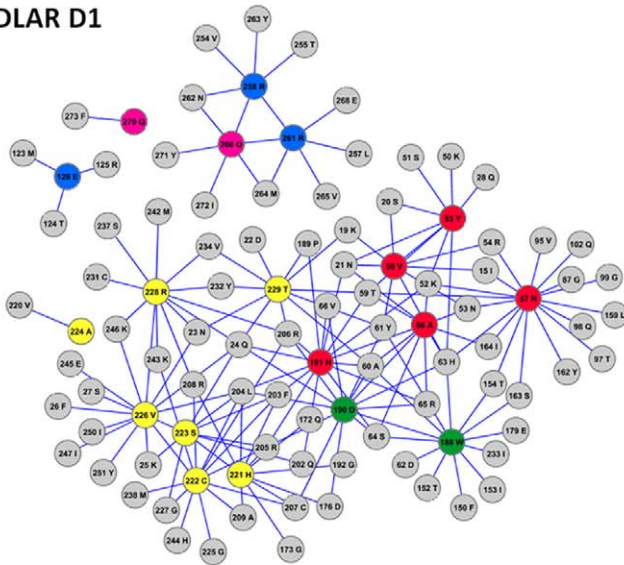 DLAR D1
263 Y
254 V
255 T
258 R
262 N
268 E
273 F
270 Q
261 R
266 Q
123 M
125 R
271 Y
257 L
51 S
50 K
128 E
28 Q
264 M
265 V
272 I
20 S
124 T
242 M
55 Y
237 S
19 K
234 V
22 D
189 P
54 R
95 V
102 Q
21 N
15 I
231 C
52 K
87 G
99 G
232 Y
228 R
229 T
59 T
57 N
220 V
66 V
53 N
159 L
224 A
246 K
23 N
206 R
61 Y
98 Q
24 Q
164 I
243 K
191 H
63 H
97 T
245 E
60 A
162 Y
208 R
154 T
27 S
204 L
203 F
163 S
26 F
65 R
190 D
226 V
172 Q
250 I
223 S
64 S
179 E
188 W
247 I
205 R
233 I
25 K
202 Q
192 G
62 D
251 Y
221 H
222 C
238 M
152 T
153 I
227 G
207 C
176 D
150 F
209 A
244 H
225 G
173 G